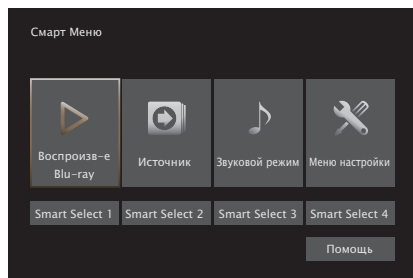 Смарт Меню
Воспроизв-е
Blu-ray
Источник
Звуковой режим
Меню настройки
Smart Select 1
Smart Select 2
Smart Select 3
Smart Select 4
Помощь